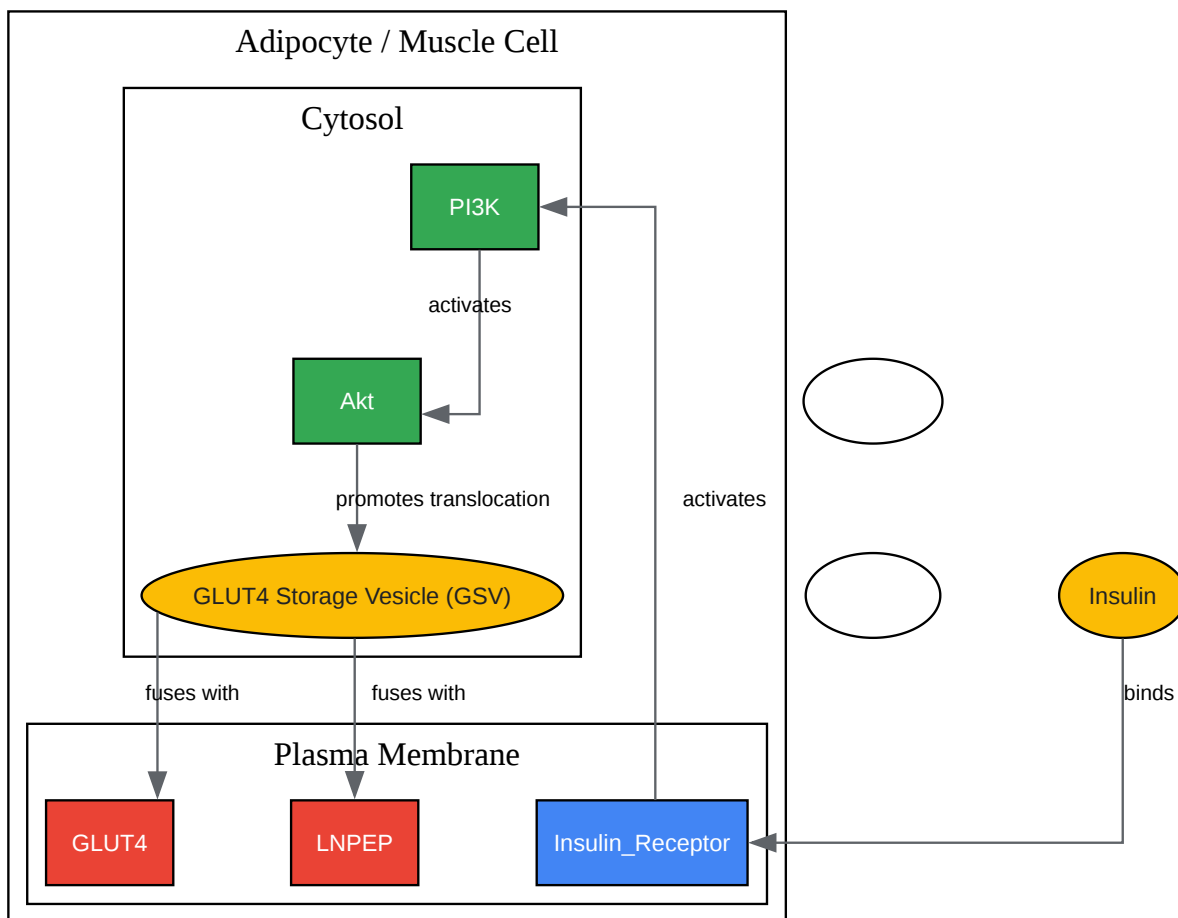 Adipocyte / Muscle Cell
Cytosol
PI3K
activates
Akt
promotes translocation
activates
GLUT4 Storage Vesicle (GSV)
Insulin
fuses with
fuses with
binds
Plasma Membrane
GLUT4
LNPEP
Insulin_Receptor